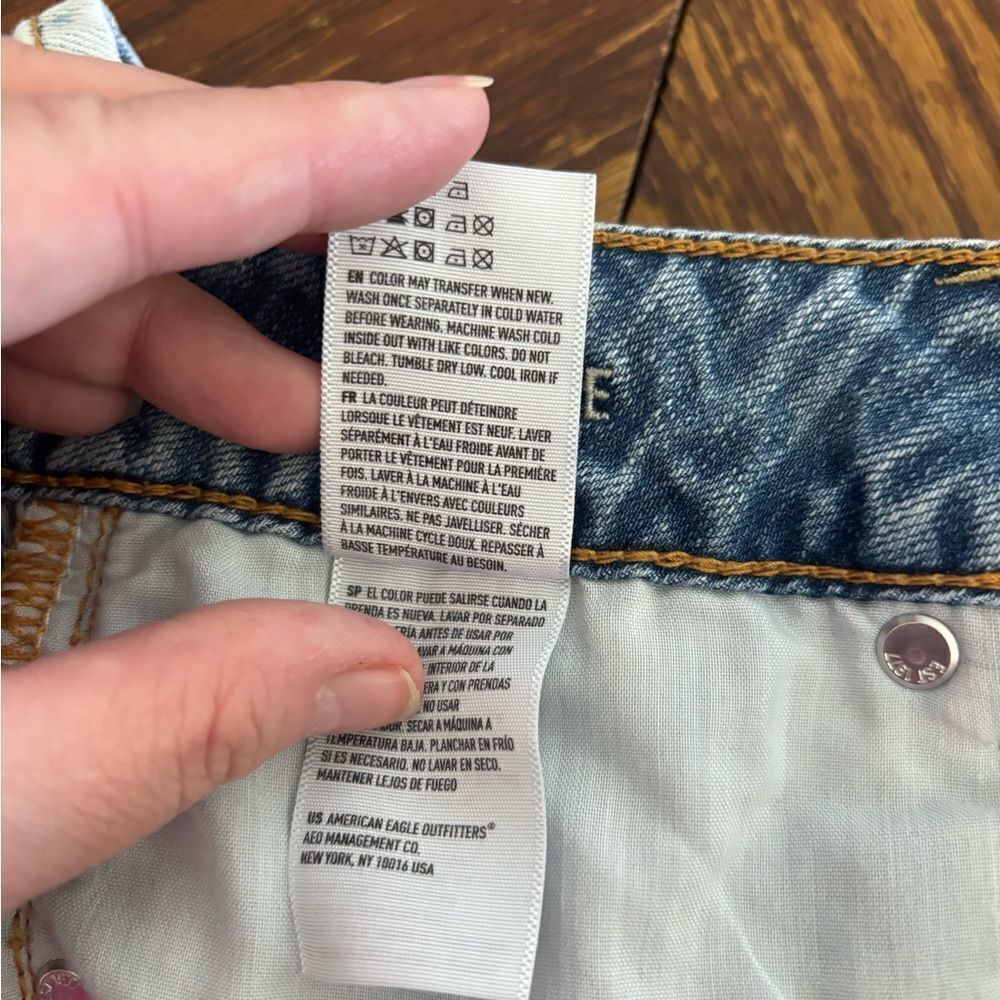 EN COLOR MAY TRANSFER WHEN NEW.
WASH ONCE SEPARATELY IN COLD WATER
BEFORE WEARING. MACHINE WASH COLD
INSIDE OUT WITH LIKE COLORS. DO NOT
BLEACH. TUMBLE DRY LOW. COOL IRON IF
NEEDED.
FR LA COULEUR PEUT DÉTEINDRE
LORSQUE LE VÊTEMENT EST NEUF. LAVER
SÉPARÉMENT À L'EAU FROIDE AVANT DE
PORTER LE VÊTEMENT POUR LA PREMIÈRE
FOIS. LAVER À LA MACHINE À L'EAU
FROIDE À L'ENVERS AVEC COULEURS
SIMILAIRES. NE PAS JAVELLISER. SÉCHER
À LA MACHINE CYCLE DOUX. REPASSER À
BASSE TEMPÉRATURE AU BESOIN.
SP EL COLOR PUEDE SALIRSE CUANDO LA
PRENDA ES NUEVA. LAVAR POR SEPARADO
ANTES DE USAR POR
LAVAR A MÁQUINA CON
INTERIOR DE LA
Y CON PRENDAS
NO USAR
SECAR A MÁQUINA A
TEMPERATURA BAJA. PLANCHAR EN FRÍO
SI ES NECESARIO. NO LAVAR EN SECO.
MANTENER LEJOS DE FUEGO
US AMERICAN EAGLE OUTFITTERS®
AEO MANAGEMENT CO.
NEW YORK, NY 10016 USA
E
EST 1977